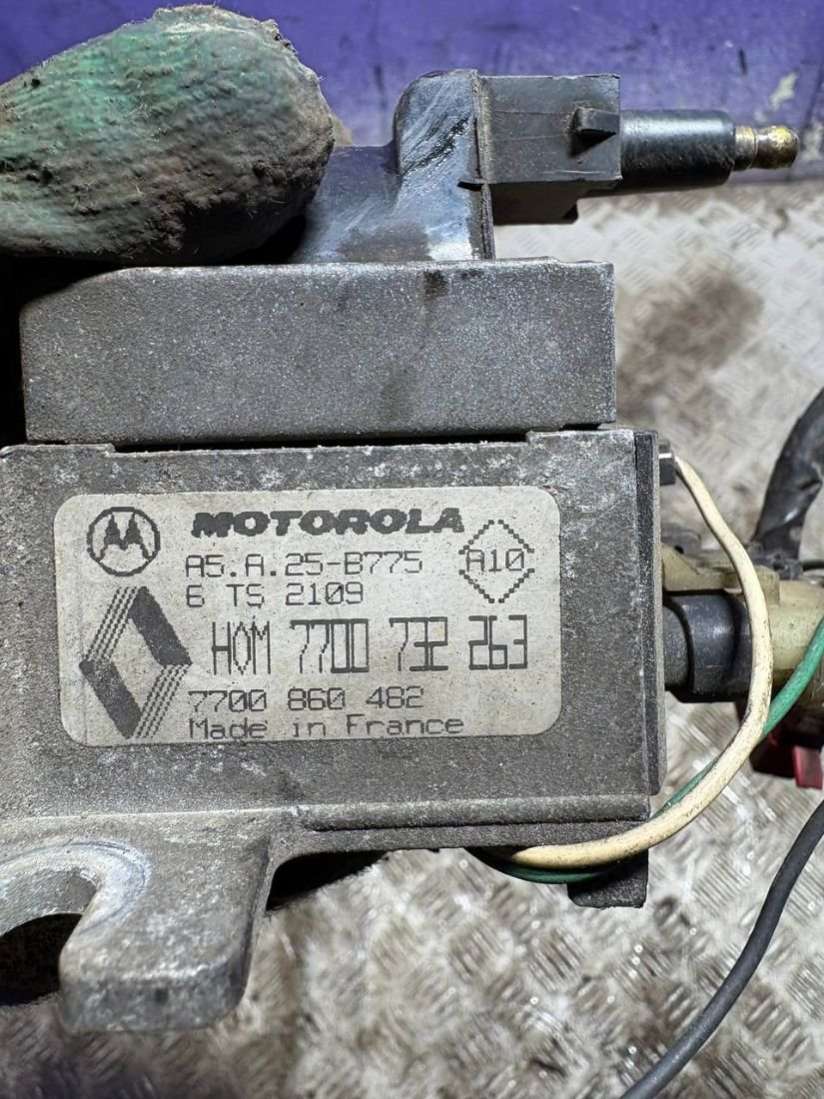 MOTOROLA
A5.A.25-B775
A10
6 TS 2109
HOM 7700 732 263
7700 860 482
Made in France